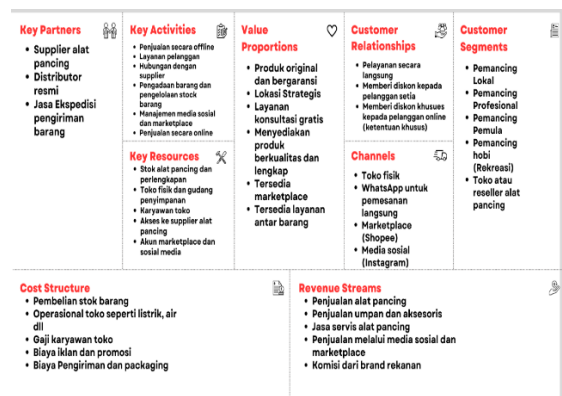 Key Partners
• Supplier alat
pancing
• Distributor
resmi
• Jasa Ekspedisi
pengiriman
barang
Key Activities
• Penjualan secara offline
• Layanan pelanggan
• Hubungan dengan
supplier
• Pengadaan barang dan
pengelolaan stock
barang
• Manajemen media sosial
dan marketplace
• Penjualan secara online
Key Resources
• Stok alat pancing dan
perlengkapan
• Toko fisik dan gudang
penyimpanan
• Karyawan toko
• Akses ke supplier alat
pancing
• Akun marketplace dan
sosial media
Value
Proportions
• Produk original
dan bergaransi
• Lokasi Strategis
• Layanan
konsultasi gratis
• Menyediakan
produk
berkualitas dan
lengkap
• Tersedia
marketplace
• Tersedia layanan
antar barang
Customer
Relationships
• Pelayanan secara
langsung
• Memberi diskon kepada
pelanggan setia
• Memberi diskon khusues
kepada pelanggan online
(ketentuan khusus)
Channels
• Toko fisik
• WhatsApp untuk
pemesanan
langsung
• Marketplace
(Shopee)
• Media sosial
(Instagram)
Customer
Segments
• Pemancing
Lokal
• Pemancing
Profesional
• Pemancing
Pemula
• Pemancing
hobi
(Rekreasi)
• Toko atau
reseller alat
pancing
Cost Structure
• Pembelian stok barang
• Operasional toko seperti listrik, air
dll
• Gaji karyawan toko
• Biaya iklan dan promosi
• Biaya Pengiriman dan packaging
Revenue Streams
• Penjualan alat pancing
• Penjualan umpan dan aksesoris
• Jasa servis alat pancing
• Penjualan melalui media sosial dan
marketplace
• Komisi dari brand rekanan